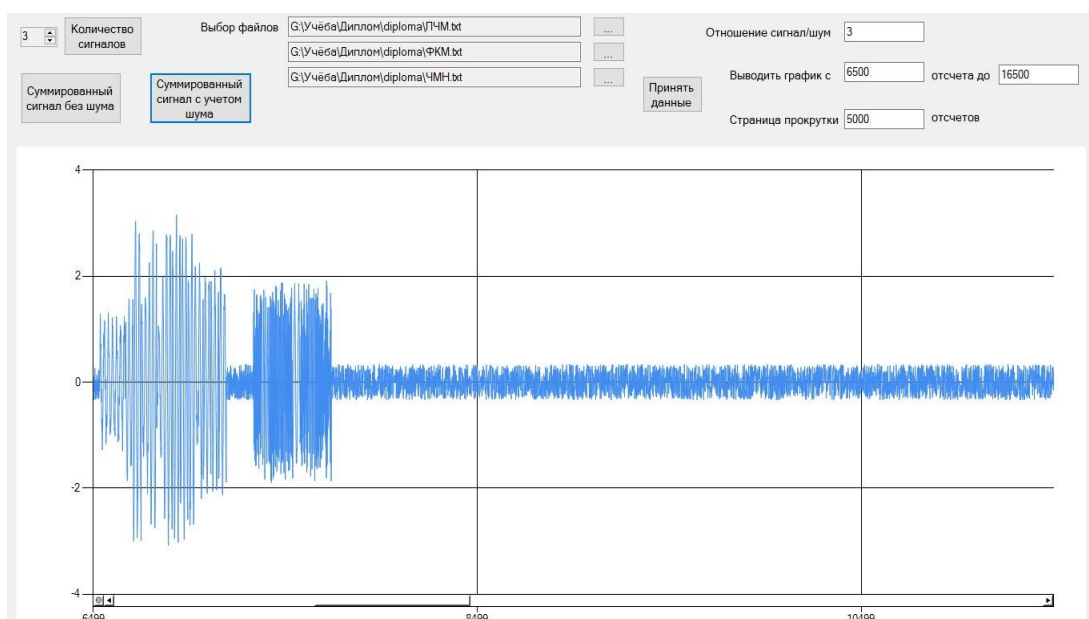 3
Количество
сигналов
Выбор файлов
G:\Учёба\Диплом\diploma\ПЧМ.txt
...
G:\Учёба\Диплом\diploma\ФКМ.txt
...
G:\Учёба\Диплом\diploma\ЧМН.txt
...
Суммированный
сигнал без шума
Суммированный
сигнал с учетом
шума
Принять
данные
Отношение сигнал/шум 3
Выводить график с 6500 отсчета до 16500
Страница прокрутки 5000 отсчетов
4
2
0
-2
-4
6499 8499 10499